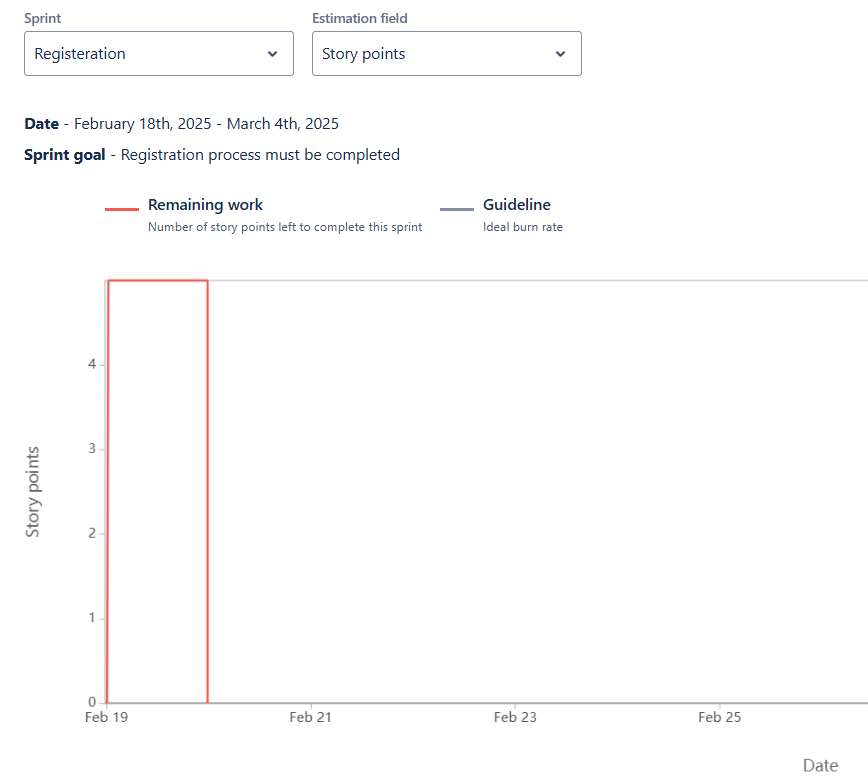 Sprint Estimation field
Registeration Story points
Date - February 18th, 2025 - March 4th, 2025
Sprint goal - Registration process must be completed
Remaining work Guideline
Number of story points left to complete this sprint Ideal burn rate
4
3
Story points
2
1
0
Feb 19 Feb 21 Feb 23 Feb 25
Date